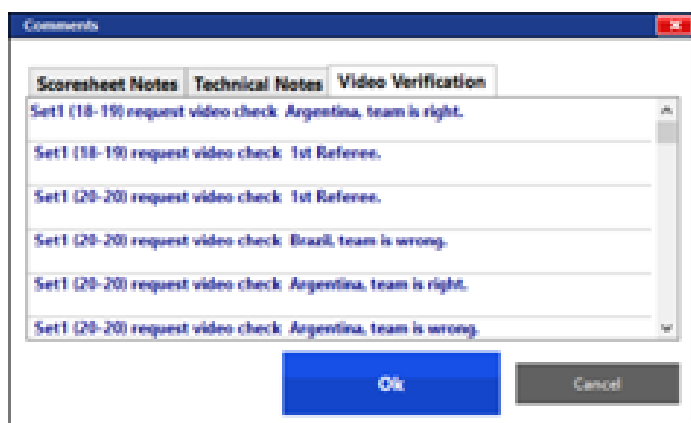 Comments
Scoresheet Notes Technical Notes Video Verification
Set1 (18-19) request video check Argentina, team is right.
Set1 (18-19) request video check 1st Referee.
Set1 (20-20) request video check 1st Referee.
Set1 (20-20) request video check Brazil, team is wrong.
Set1 (20-20) request video check Argentina, team is right.
Set1 (20-20) request video check Argentina, team is wrong.
Ok Cancel